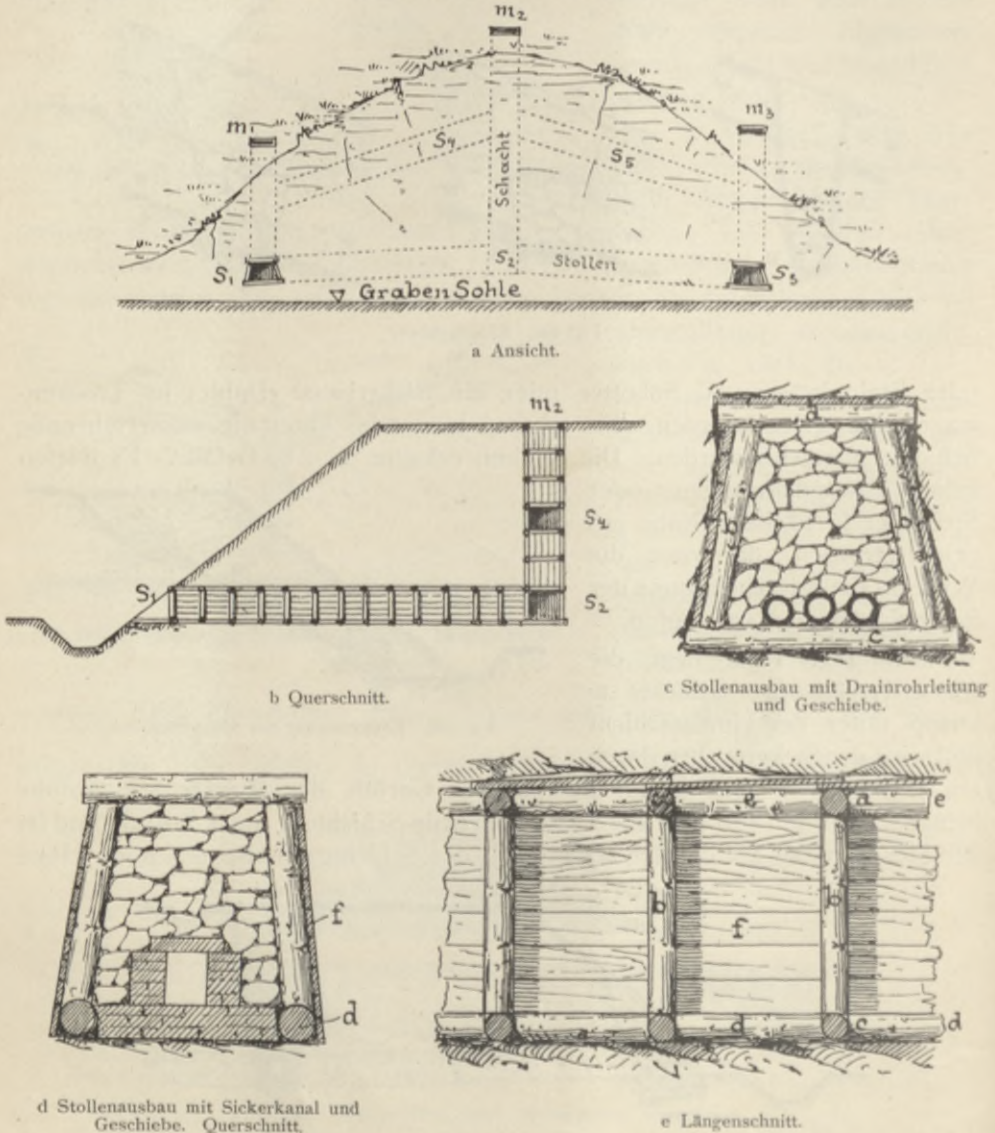 m₂
m₁
m₃
S₄
S₅
Schacht
S₁
S₂
Stollen
S₃
▽ Graben Sohle
a Ansicht.
m₂
S₄
S₁
S₂
b Querschnitt.
a
b
b
c
c Stollenausbau mit Drainrohrleitung
und Geschiebe.
f
d
d Stollenausbau mit Sickerkanal und
Geschiebe. Querschnitt.
e
a
e
b
b
f
d
c
d
e Längenschnitt.